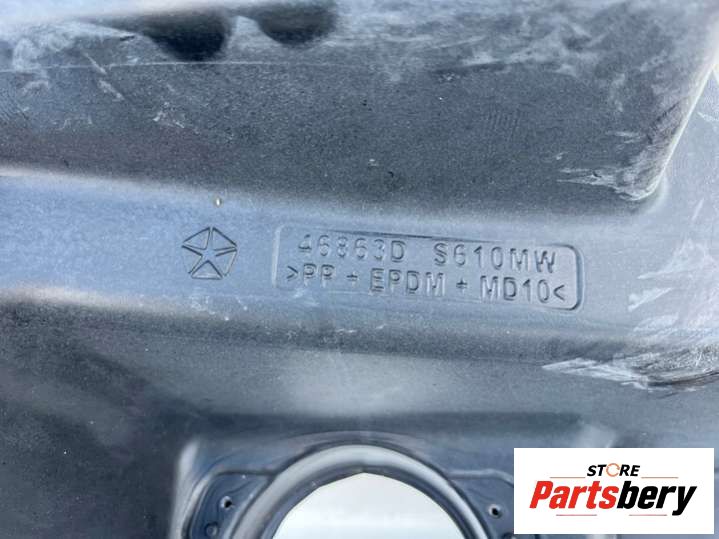 46863D S610MW
>PP + EPDM + MD10<
STORE
Partsbery